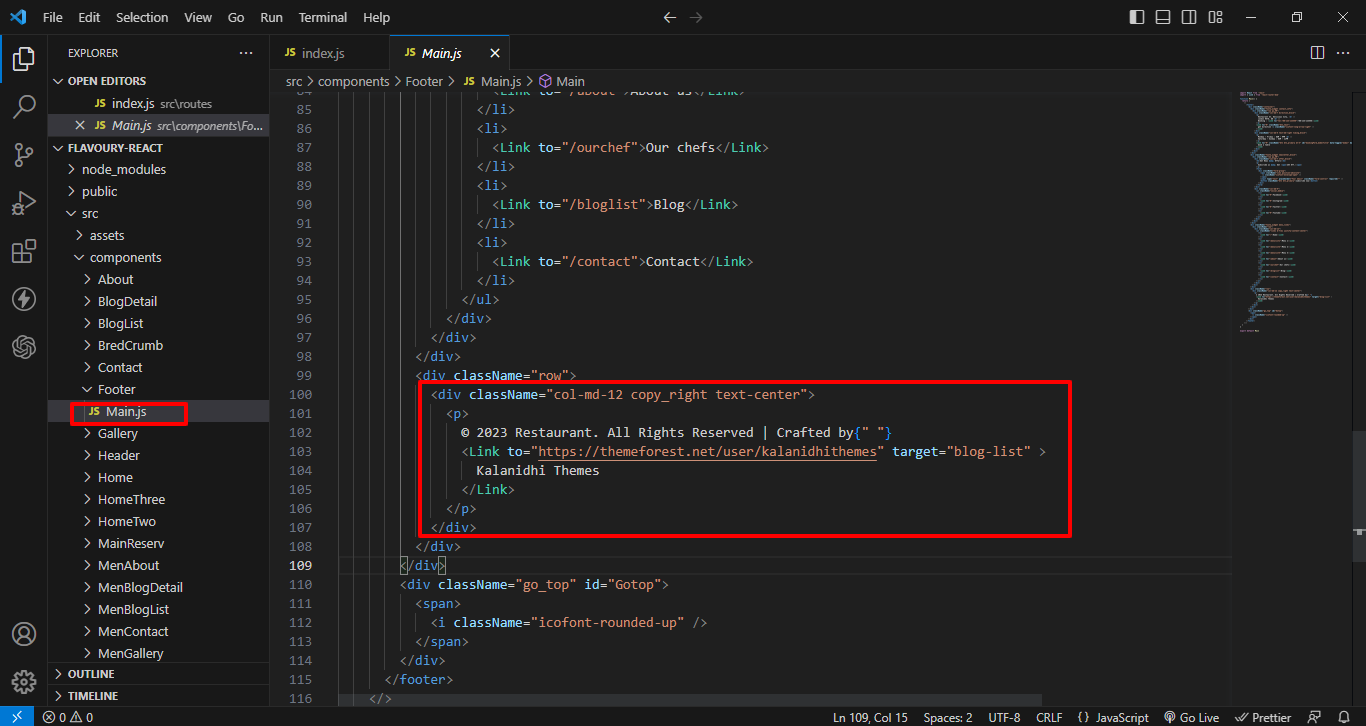 File Edit Selection View Go Run Terminal Help
EXPLORER
OPEN EDITORS
JS index.js src\routes
JS Main.js src\components\Fo...
FLAVOURY-REACT
node_modules
public
src
assets
components
About
BlogDetail
BlogList
BredCrumb
Contact
Footer
JS Main.js
Gallery
Header
Home
HomeThree
HomeTwo
MainReserv
MenAbout
MenBlogDetail
MenBlogList
MenContact
MenGallery
OUTLINE
TIMELINE
JS index.js
JS Main.js
src > components > Footer > JS Main.js > Main
84 <Link to="/about">About us</Link>
85 </li>
86 <li>
87 <Link to="/ourchef">Our chefs</Link>
88 </li>
89 <li>
90 <Link to="/bloglist">Blog</Link>
91 </li>
92 <li>
93 <Link to="/contact">Contact</Link>
94 </li>
95 </ul>
96 </div>
97 </div>
98 </div>
99 <div className="row">
100 <div className="col-md-12 copy_right text-center">
101 <p>
102 © 2023 Restaurant. All Rights Reserved | Crafted by{" "}
103 <Link to="https://themeforest.net/user/kalanidhithemes" target="blog-list" >
104 Kalanidhi Themes
105 </Link>
106 </p>
107 </div>
108 </div>
109 </div>
110 <div className="go_top" id="Gotop">
111 <span>
112 <i className="icofont-rounded-up" />
113 </span>
114 </div>
115 </footer>
116 </>
0 0
Ln 109, Col 15 Spaces: 2 UTF-8 CRLF {} JavaScript Go Live Prettier